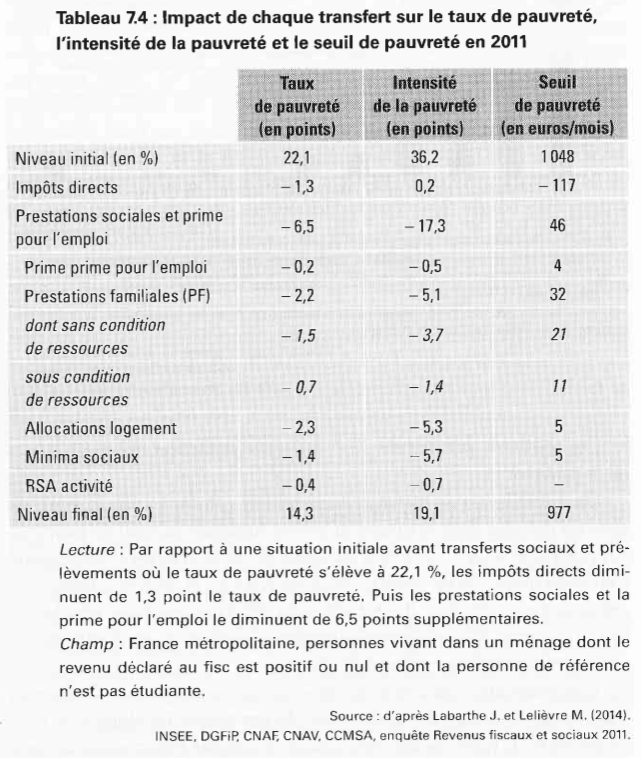 Tableau 7.4 : Impact de chaque transfert sur le taux de pauvreté,
l'intensité de la pauvreté et le seuil de pauvreté en 2011
Taux de pauvreté (en points) Intensité de la pauvreté (en points) Seuil de pauvreté (en euros/mois)
Niveau initial (en %) 22,1 36,2 1 048
Impôts directs – 1,3 0,2 – 117
Prestations sociales et prime
pour l'emploi – 6,5 – 17,3 46
Prime prime pour l'emploi – 0,2 – 0,5 4
Prestations familiales (PF) – 2,2 – 5,1 32
dont sans condition
de ressources – 1,5 – 3,7 21
sous condition
de ressources – 0,7 – 1,4 11
Allocations logement – 2,3 – 5,3 5
Minima sociaux – 1,4 – 5,7 5
RSA activité – 0,4 – 0,7 –
Niveau final (en %) 14,3 19,1 977
Lecture : Par rapport à une situation initiale avant transferts sociaux et pré-
lèvements où le taux de pauvreté s'élève à 22,1 %, les impôts directs dimi-
nuent de 1,3 point le taux de pauvreté. Puis les prestations sociales et la
prime pour l'emploi le diminuent de 6,5 points supplémentaires.
Champ : France métropolitaine, personnes vivant dans un ménage dont le
revenu déclaré au fisc est positif ou nul et dont la personne de référence
n'est pas étudiante.
Source : d'après Labarthe J. et Lelièvre M. (2014).
INSEE, DGFiP, CNAF, CNAV, CCMSA, enquête Revenus fiscaux et sociaux 2011.